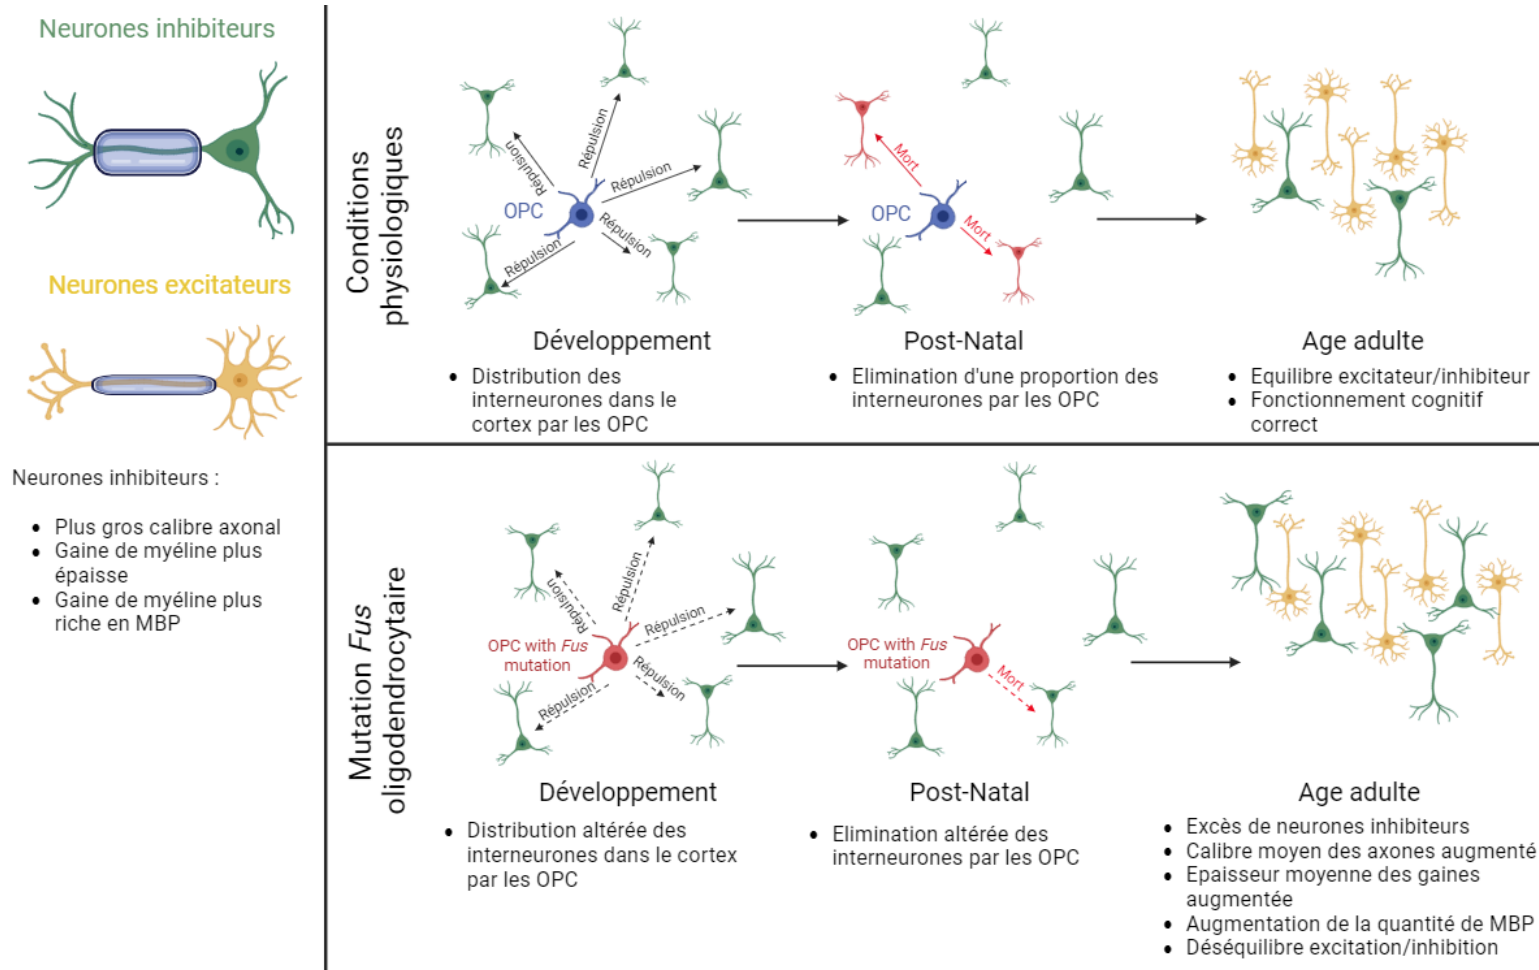 Neurones inhibiteurs
Neurones excitateurs
Neurones inhibiteurs :
• Plus gros calibre axonal
• Gaine de myéline plus
épaisse
• Gaine de myéline plus
riche en MBP
Conditions
physiologiques
Répulsion
Répulsion
Répulsion
OPC
Répulsion
Répulsion
Développement
• Distribution des
interneurones dans le
cortex par les OPC
Mort
OPC
Mort
Post-Natal
• Elimination d'une proportion des
interneurones par les OPC
Age adulte
• Equilibre excitateur/inhibiteur
• Fonctionnement cognitif
correct
Mutation Fus
oligodendrocytaire
Répulsion
Répulsion
Répulsion
OPC with Fus
mutation
Répulsion
Répulsion
Développement
• Distribution altérée des
interneurones dans le cortex
par les OPC
OPC with Fus
mutation
Mort
Post-Natal
• Elimination altérée des
interneurones par les OPC
Age adulte
• Excès de neurones inhibiteurs
• Calibre moyen des axones augmenté
• Epaisseur moyenne des gaines
augmentée
• Augmentation de la quantité de MBP
• Déséquilibre excitation/inhibition